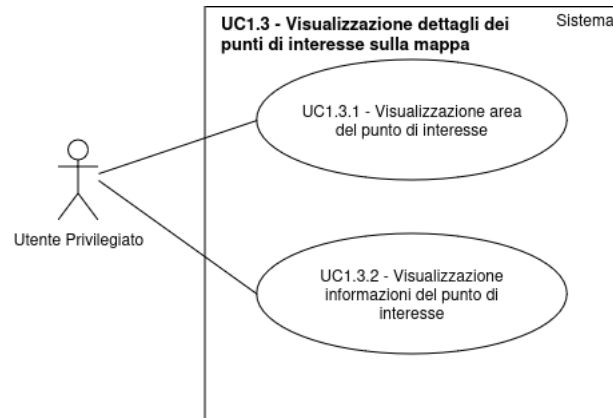 UC1.3 - Visualizzazione dettagli dei
punti di interesse sulla mappa
Sistema
UC1.3.1 - Visualizzazione area
del punto di interesse
Utente Privilegiato
UC1.3.2 - Visualizzazione
informazioni del punto di
interesse